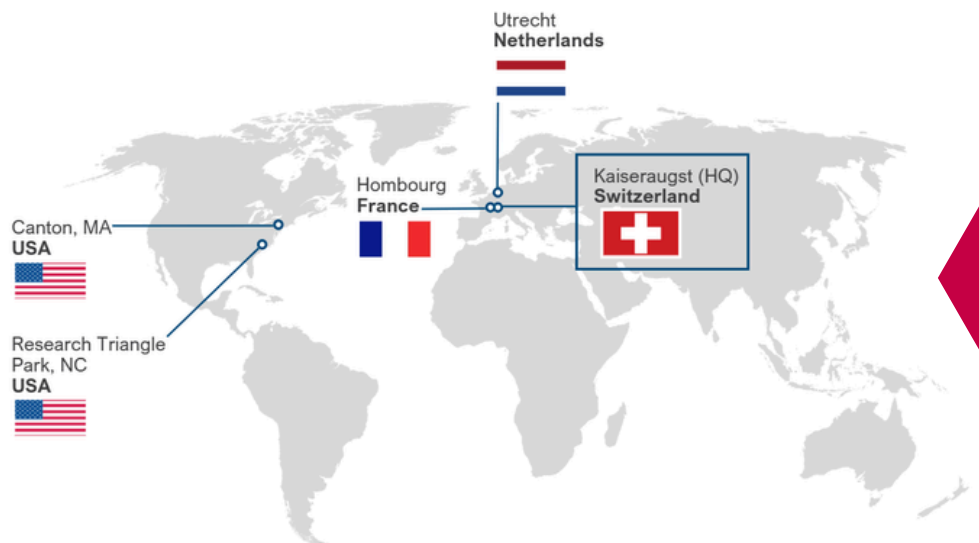 Utrecht
Netherlands
Kaiseraugst (HQ)
Switzerland
Hombourg
France
Canton, MA
USA
Research Triangle
Park, NC
USA